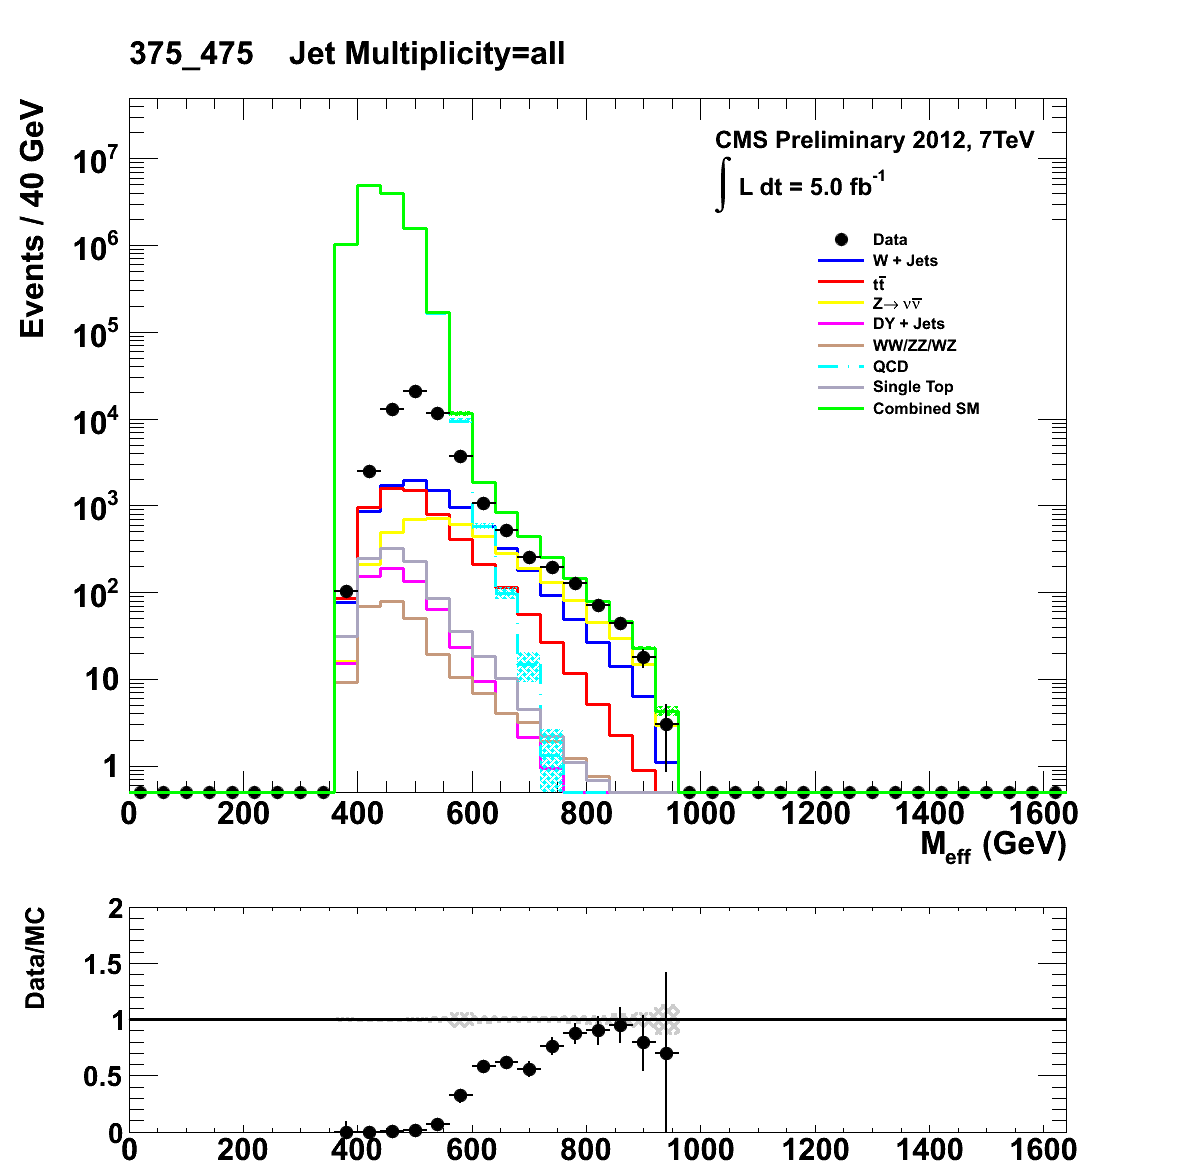 375_475 Jet Multiplicity=all
Events / 40 GeV
10⁷
10⁶
10⁵
10⁴
10³
10²
10
1
CMS Preliminary 2012, 7TeV
∫ L dt = 5.0 fb⁻¹
Data
W + Jets
tt̅
Z→ νν̅
DY + Jets
WW/ZZ/WZ
QCD
Single Top
Combined SM
0 200 400 600 800 1000 1200 1400 1600
M_eff (GeV)
Data/MC
2
1.5
1
0.5
0
0 200 400 600 800 1000 1200 1400 1600